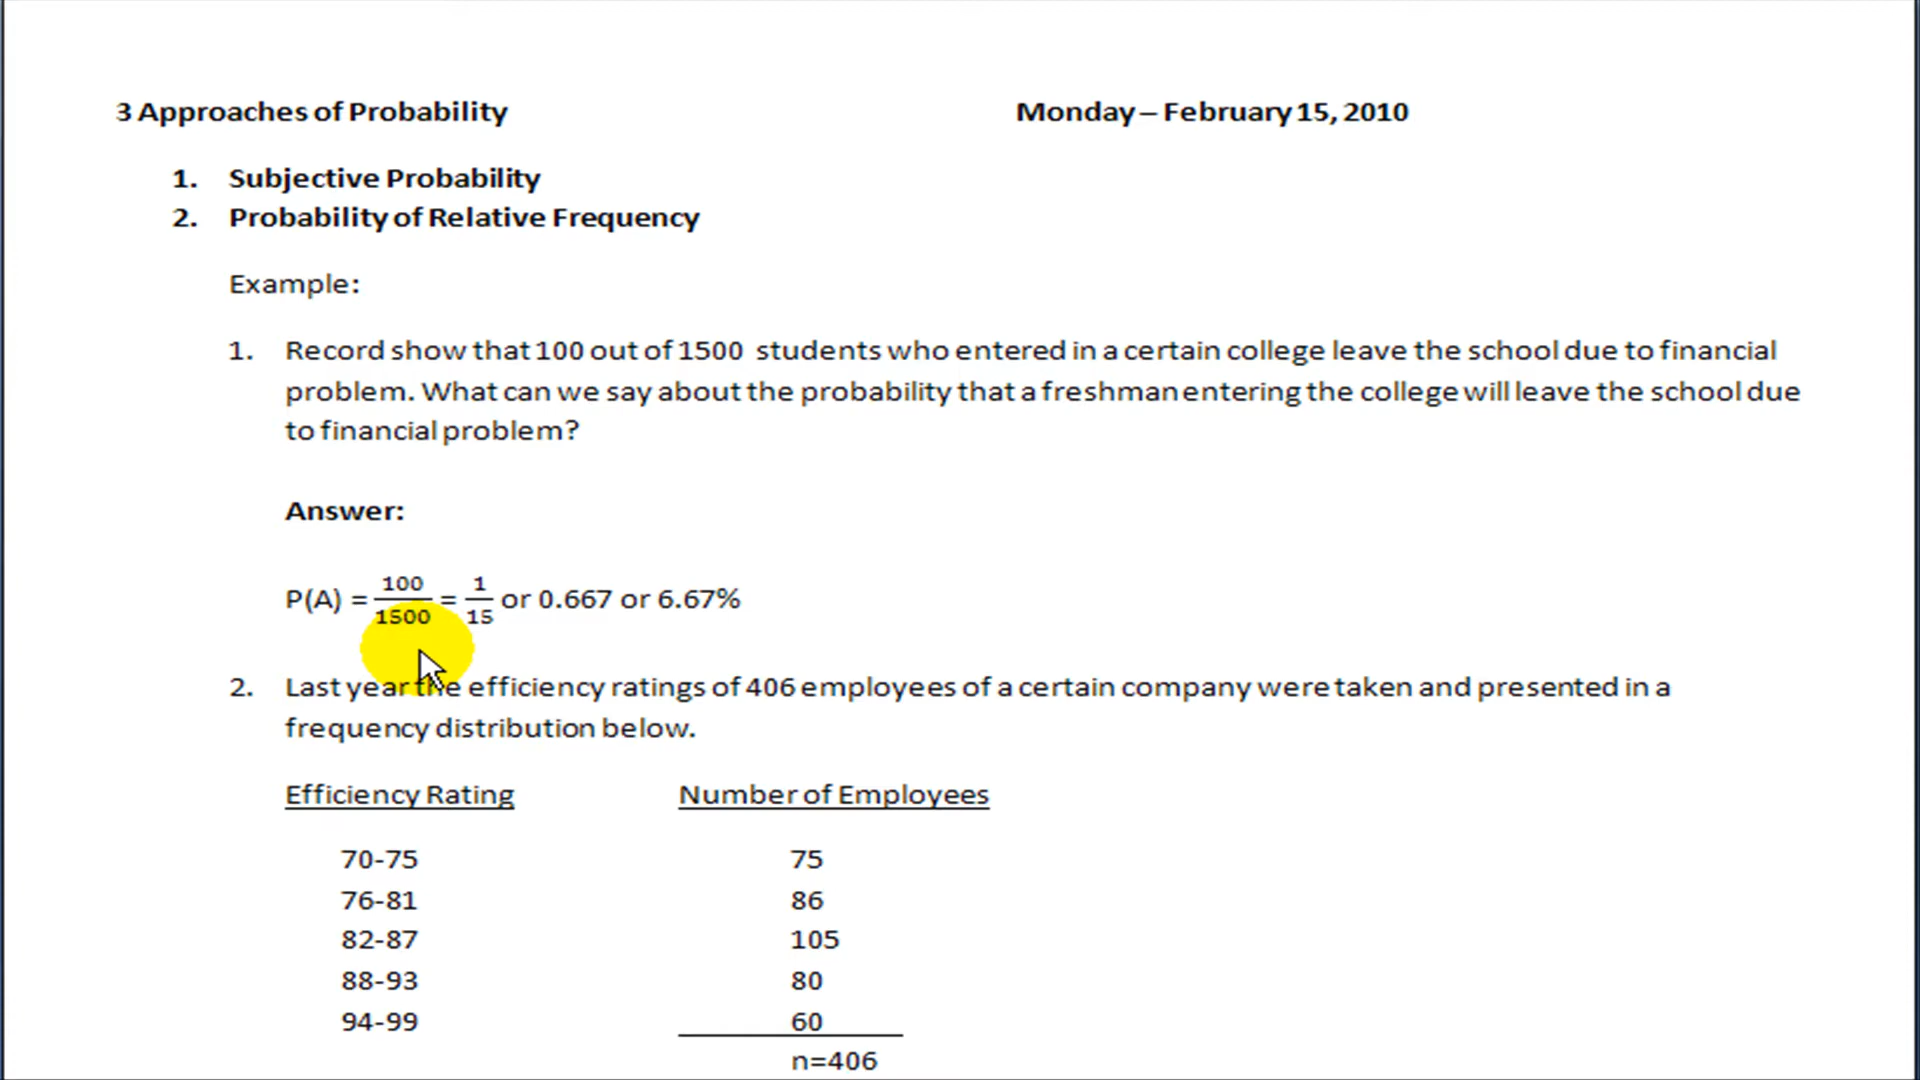 3 Approaches of Probability Monday – February 15, 2010
1. Subjective Probability
2. Probability of Relative Frequency
Example:
1. Record show that 100 out of 1500 students who entered in a certain college leave the school due to financial
problem. What can we say about the probability that a freshman entering the college will leave the school due
to financial problem?
Answer:
P(A) = 100/1500 = 1/15 or 0.667 or 6.67%
2. Last year the efficiency ratings of 406 employees of a certain company were taken and presented in a
frequency distribution below.
Efficiency Rating Number of Employees
70-75 75
76-81 86
82-87 105
88-93 80
94-99 60
n=406